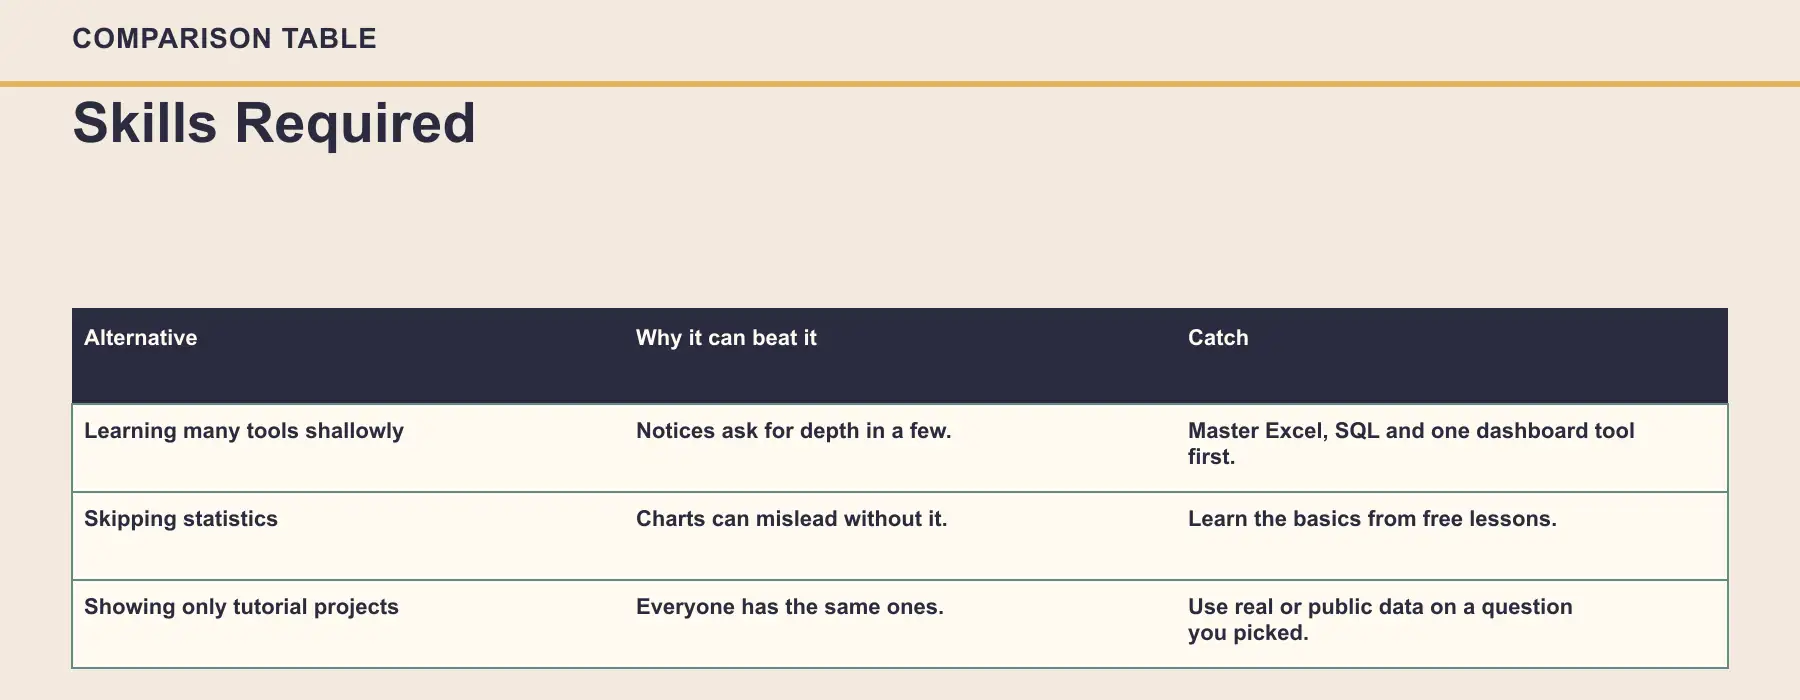 COMPARISON TABLE
Skills Required
Alternative
Why it can beat it
Catch
Learning many tools shallowly
Notices ask for depth in a few.
Master Excel, SQL and one dashboard tool
first.
Skipping statistics
Charts can mislead without it.
Learn the basics from free lessons.
Showing only tutorial projects
Everyone has the same ones.
Use real or public data on a question
you picked.